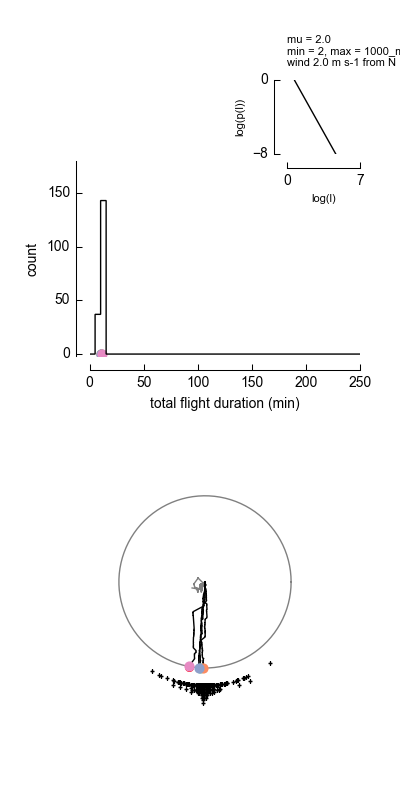 mu = 2.0
min = 2, max = 1000_m
wind 2.0 m s-1 from N
0
log(p(l))
−8
0 7
log(l)
150
100
count
50
0
0 50 100 150 200 250
total flight duration (min)